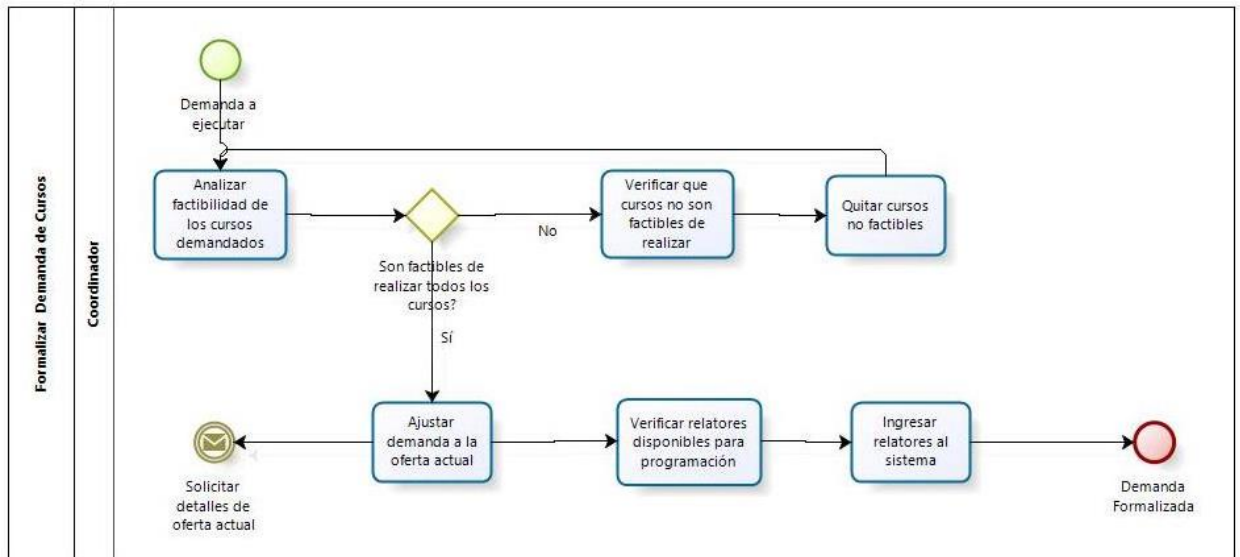 Formalizar Demanda de Cursos
Coordinador
Demanda a
ejecutar
Analizar
factibilidad de
los cursos
demandados
Son factibles de
realizar todos los
cursos?
No
Verificar que
cursos no son
factibles de
realizar
Quitar cursos
no factibles
Sí
Ajustar
demanda a la
oferta actual
Solicitar
detalles de
oferta actual
Verificar relatores
disponibles para
programación
Ingresar
relatores al
sistema
Demanda
Formalizada